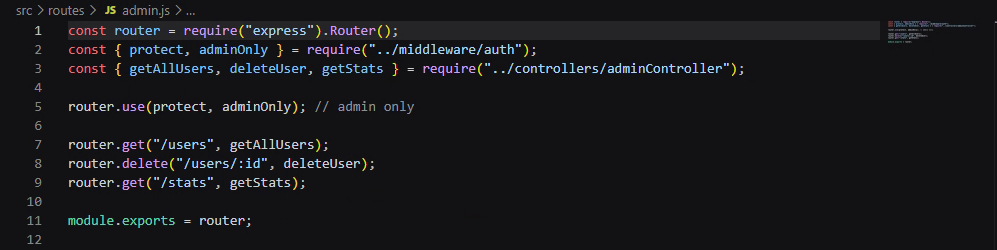 src > routes > JS admin.js > ...
1 const router = require("express").Router();
2 const { protect, adminOnly } = require("../middleware/auth");
3 const { getAllUsers, deleteUser, getStats } = require("../controllers/adminController");
4
5 router.use(protect, adminOnly); // admin only
6
7 router.get("/users", getAllUsers);
8 router.delete("/users/:id", deleteUser);
9 router.get("/stats", getStats);
10
11 module.exports = router;
12